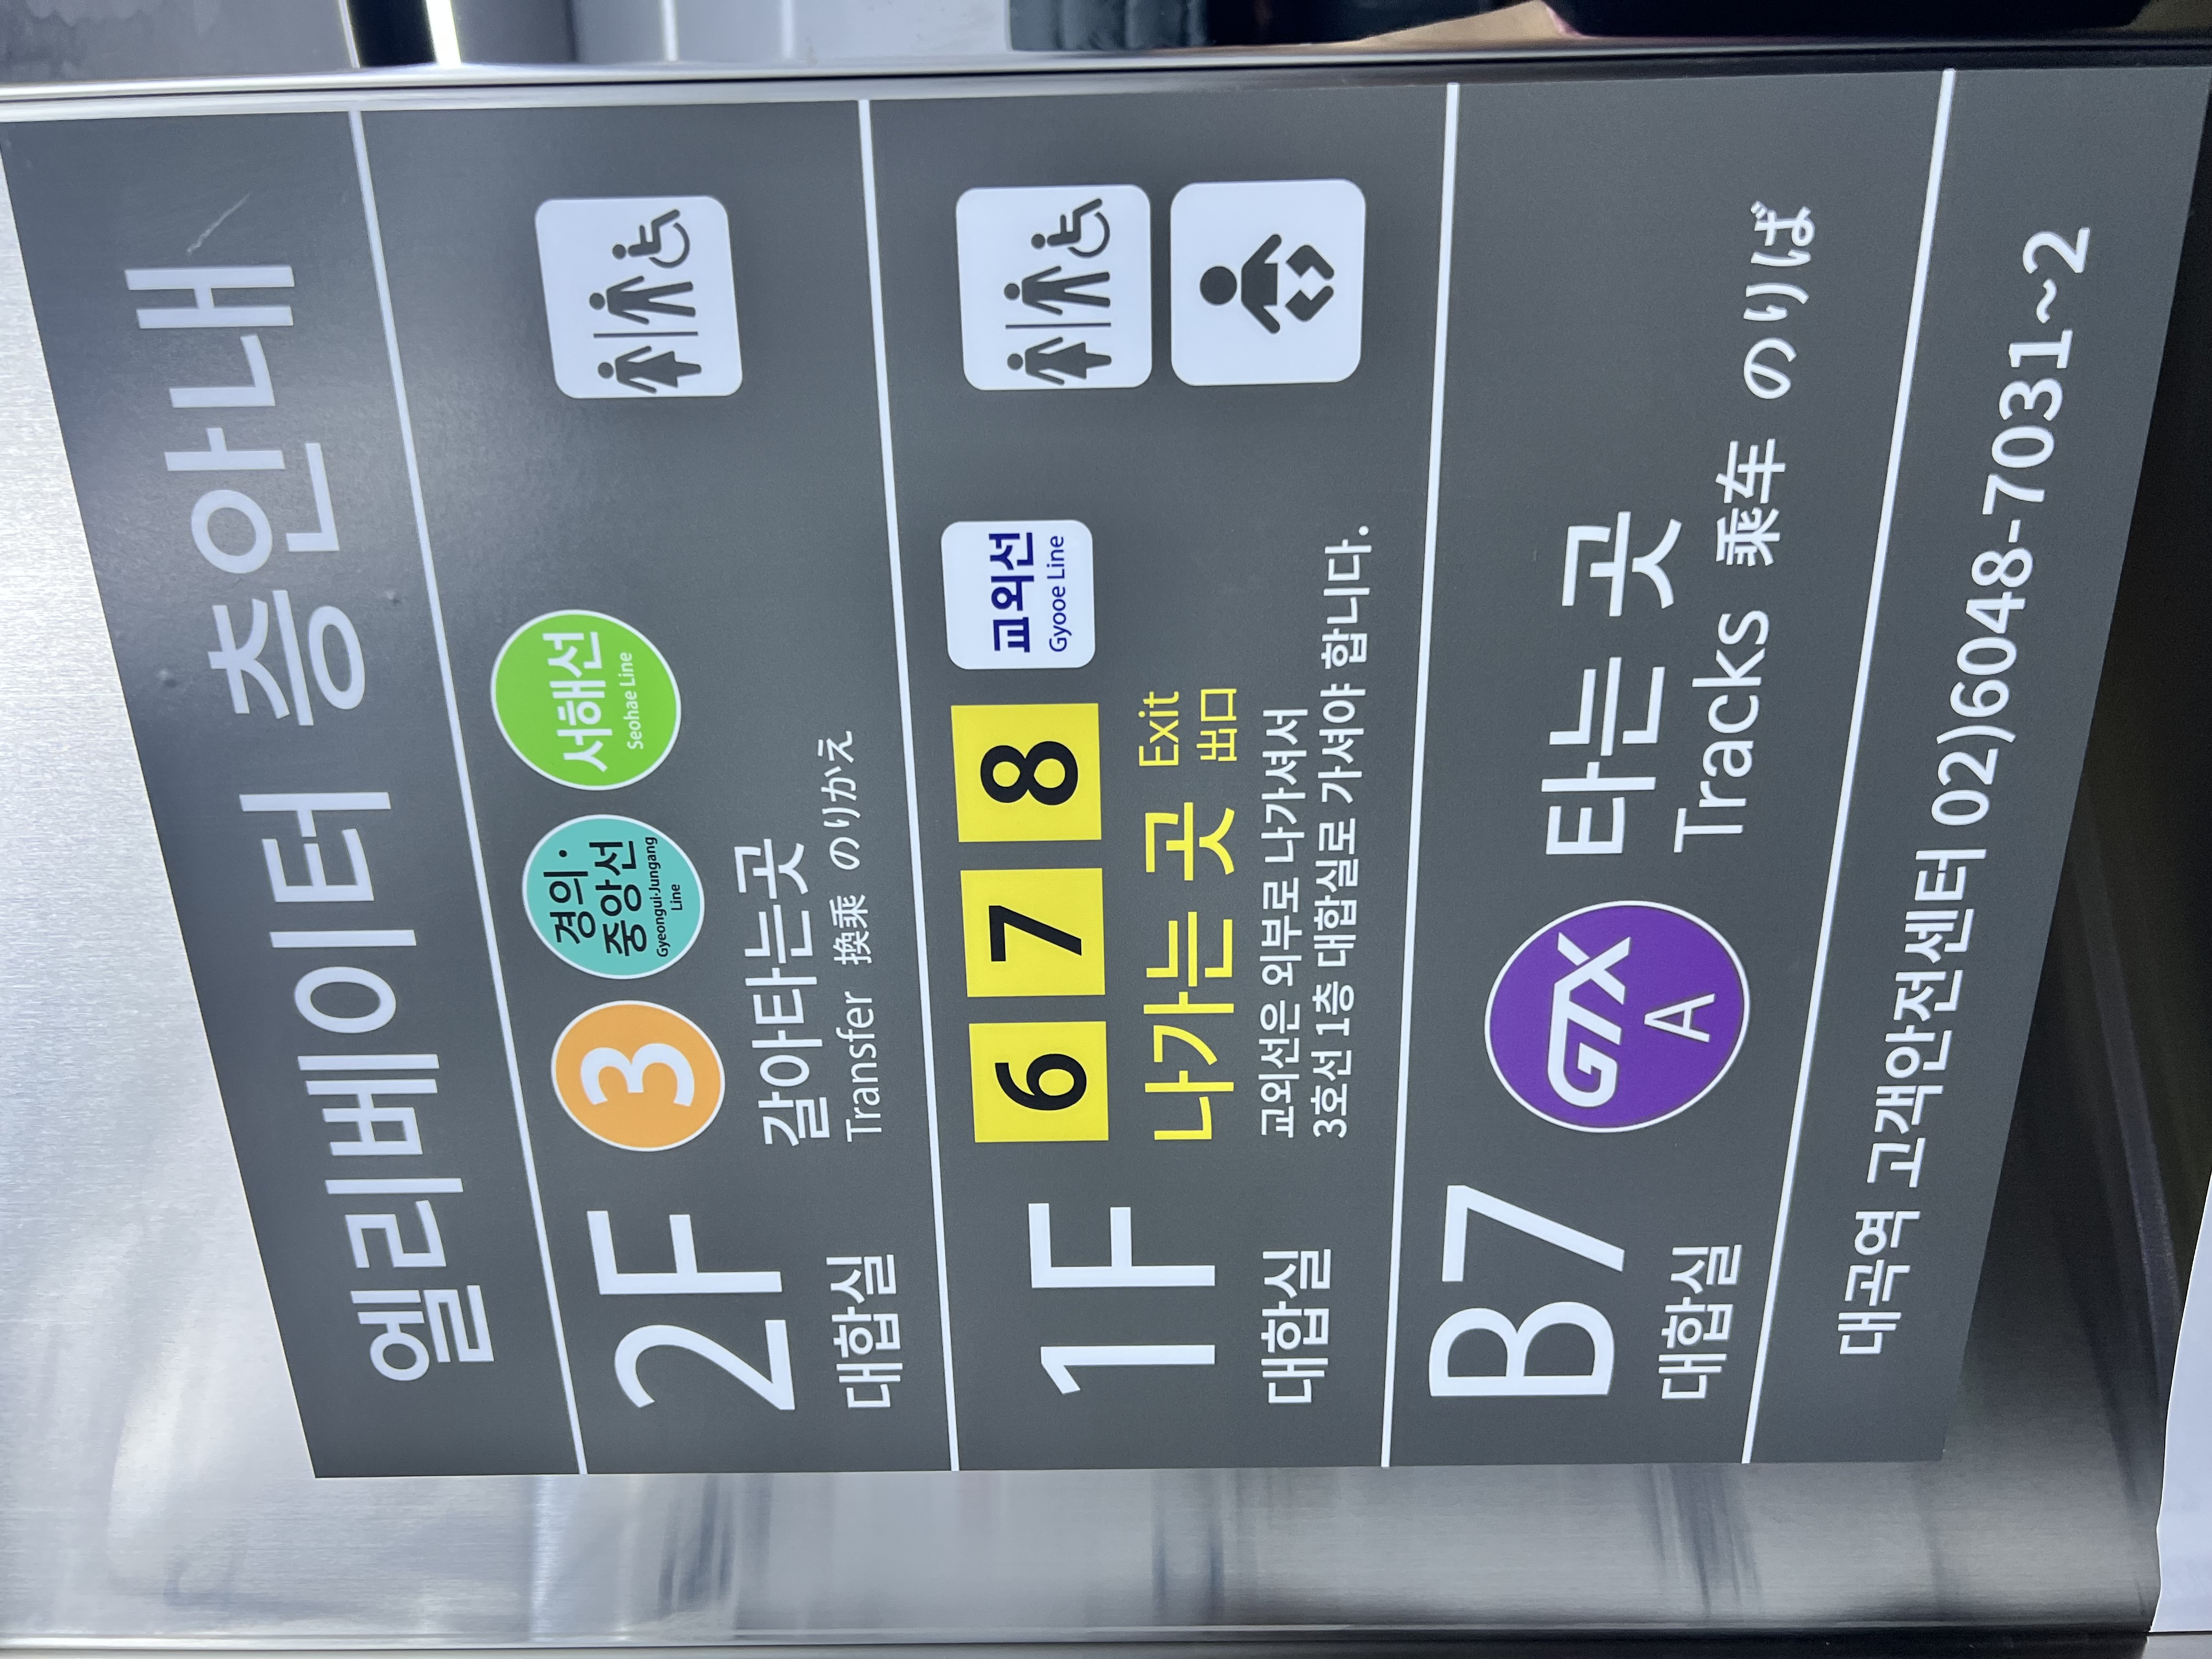 엘리베이터 층안내
2F
대합실
3
경의·
중앙선
Gyeongui·Jungang
Line
서해선
Seohae Line
갈아타는곳
Transfer 換乘 のりかえ
1F
대합실
6 7 8
교외선
Gyooe Line
나가는 곳 Exit
出口
교외선은 외부로 나가셔서
3호선 1층 대합실로 가셔야 합니다.
B7
대합실
GTX
A
타는 곳
Tracks 乘车 のりば
대곡역 고객안전센터 02)6048-7031~2